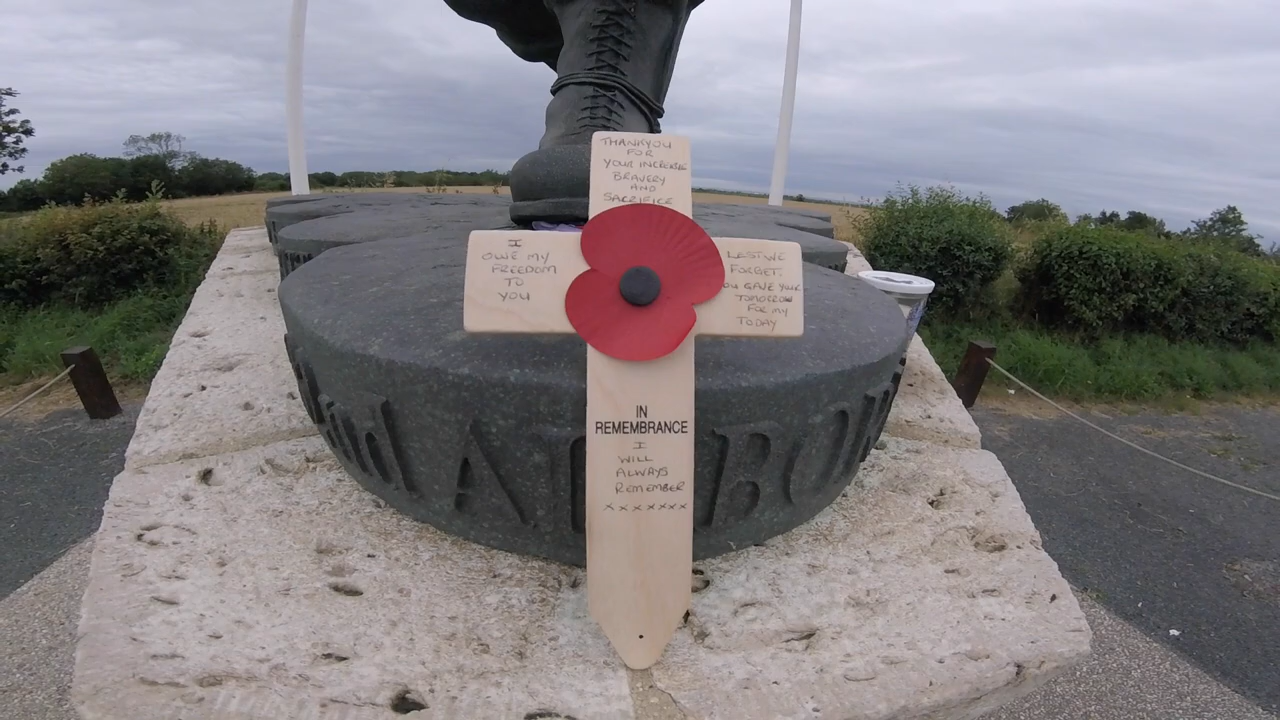 THANKYOU
FOR
YOUR INCREDIBLE
BRAVERY
AND
SACRIFICE
I
OWE MY
FREEDOM
TO
YOU
LEST WE
FORGET.
YOU GAVE YOUR
TOMORROW
FOR MY
TODAY
IN
REMEMBRANCE
I
WILL
ALWAYS
REMEMBER
xxxxxxx